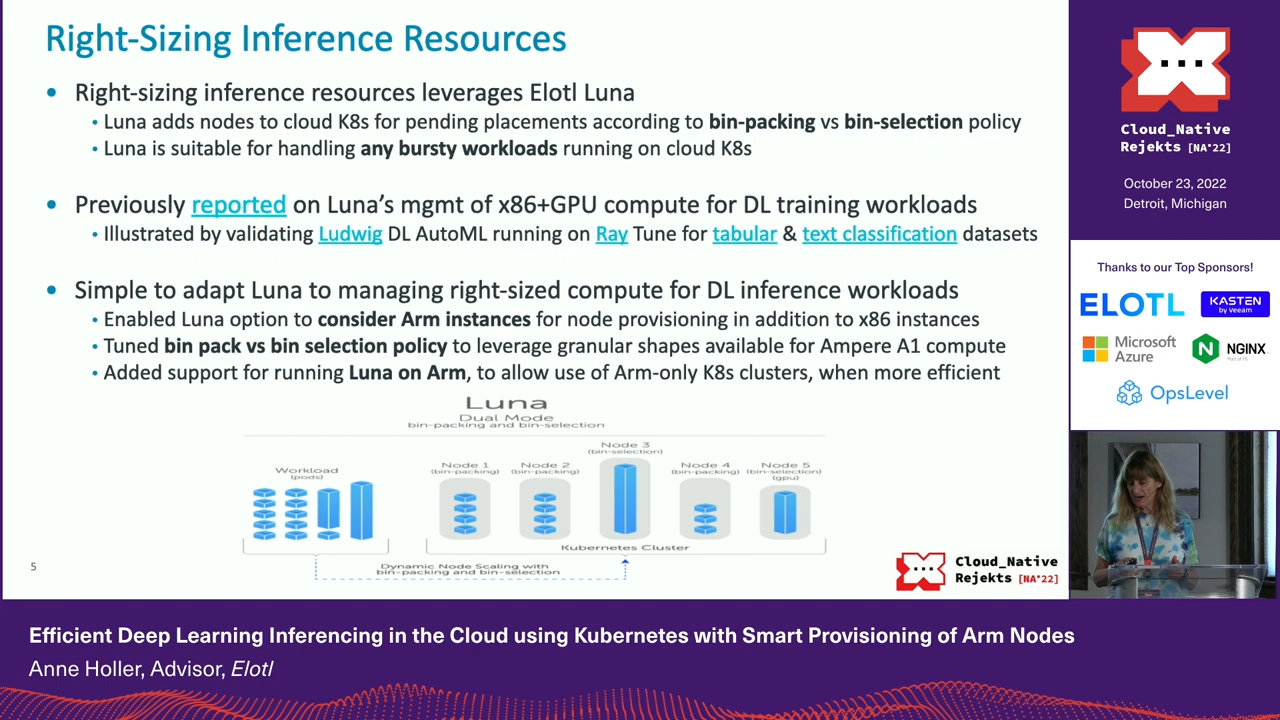 Right-Sizing Inference Resources
• Right-sizing inference resources leverages Elotl Luna
• Luna adds nodes to cloud K8s for pending placements according to bin-packing vs bin-selection policy
• Luna is suitable for handling any bursty workloads running on cloud K8s
• Previously reported on Luna's mgmt of x86+GPU compute for DL training workloads
• Illustrated by validating Ludwig DL AutoML running on Ray Tune for tabular & text classification datasets
• Simple to adapt Luna to managing right-sized compute for DL inference workloads
• Enabled Luna option to consider Arm instances for node provisioning in addition to x86 instances
• Tuned bin pack vs bin selection policy to leverage granular shapes available for Ampere A1 compute
• Added support for running Luna on Arm, to allow use of Arm-only K8s clusters, when more efficient
Luna
Dual Mode
bin-packing and bin-selection
Workload
(pods)
Node 1
(bin-packing)
Node 2
(bin-packing)
Node 3
(bin-selection)
Node 4
(bin-packing)
Node 5
(bin-selection)
(gpu)
Kubernetes Cluster
Dynamic Node Scaling with
bin-packing and bin-selection
5
Cloud_Native
Rejekts [NA'22]
Cloud_Native
Rejekts [NA'22]
October 23, 2022
Detroit, Michigan
Thanks to our Top Sponsors!
ELOTL
KASTEN
by Veeam
Microsoft
Azure
N
NGINX
Part of F5
OpsLevel
Efficient Deep Learning Inferencing in the Cloud using Kubernetes with Smart Provisioning of Arm Nodes
Anne Holler, Advisor, Elotl